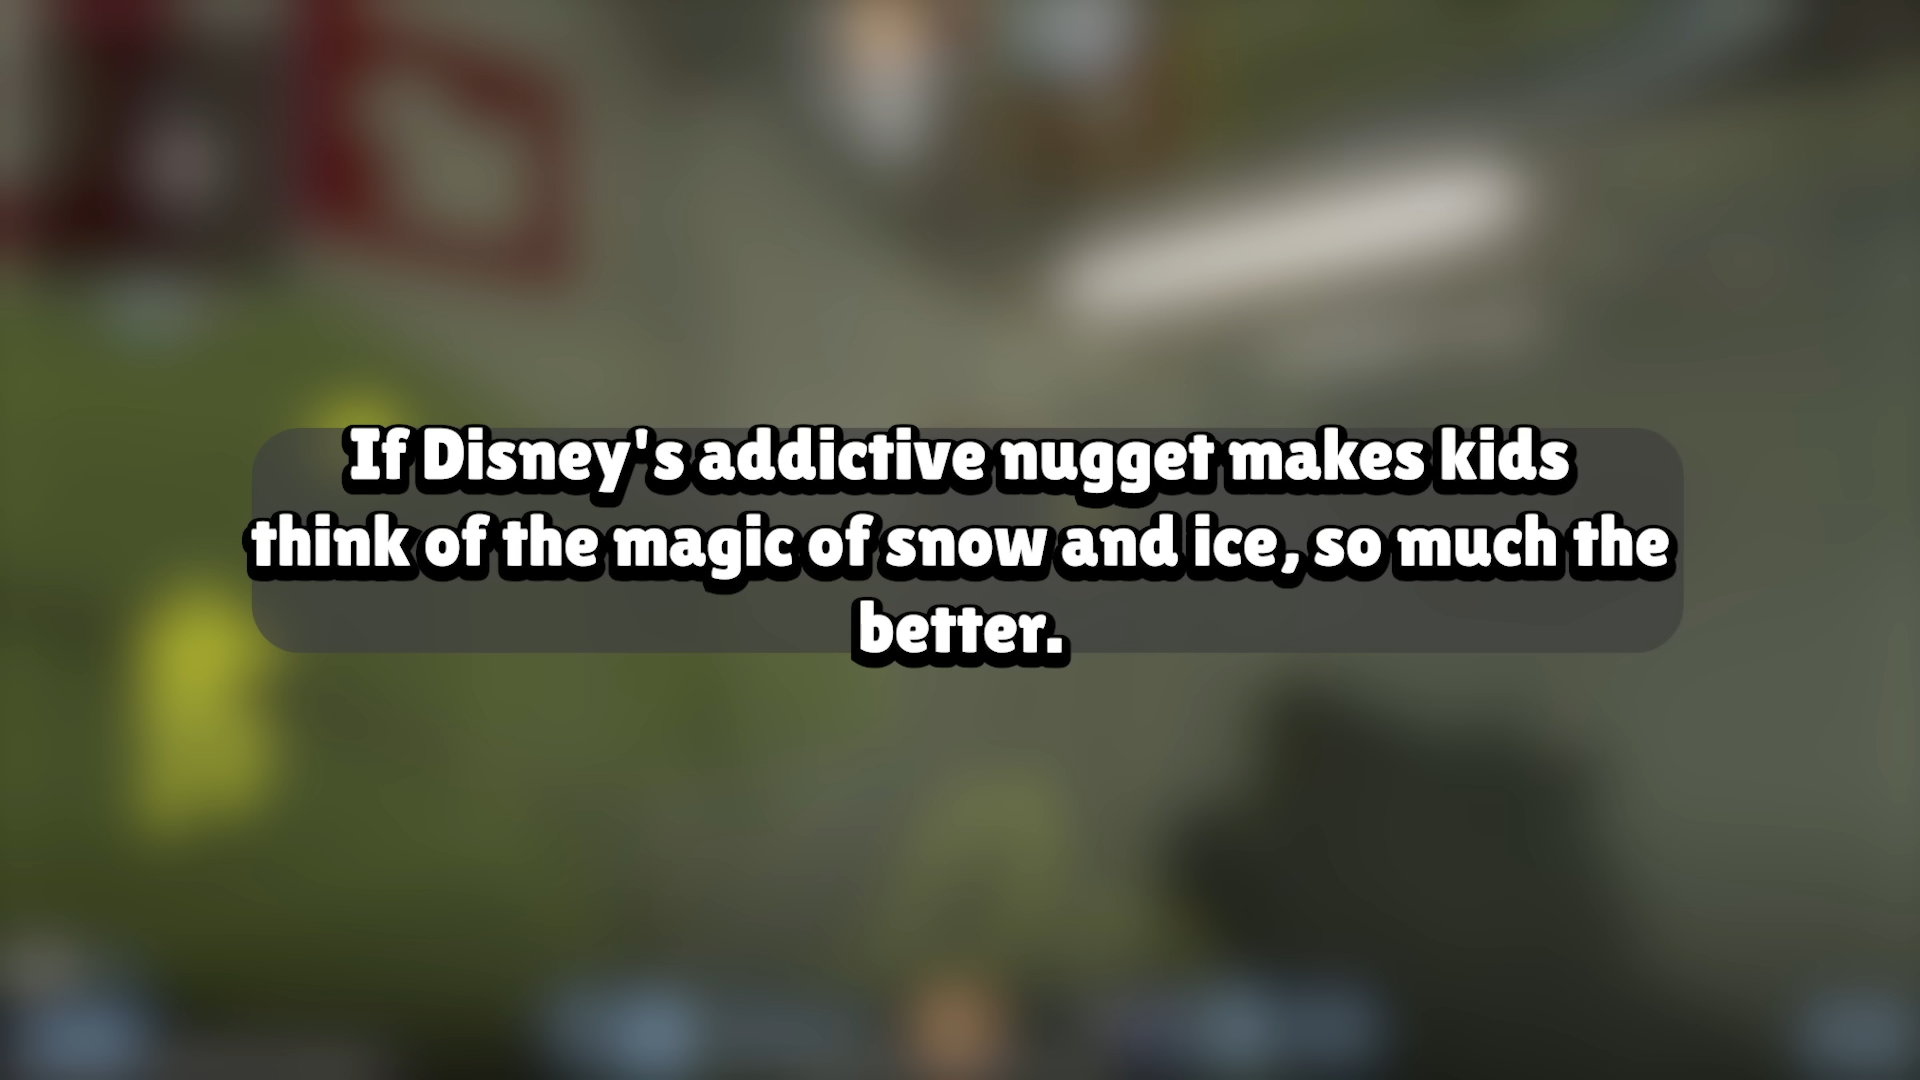 If Disney's addictive nugget makes kids
think of the magic of snow and ice, so much the
better.